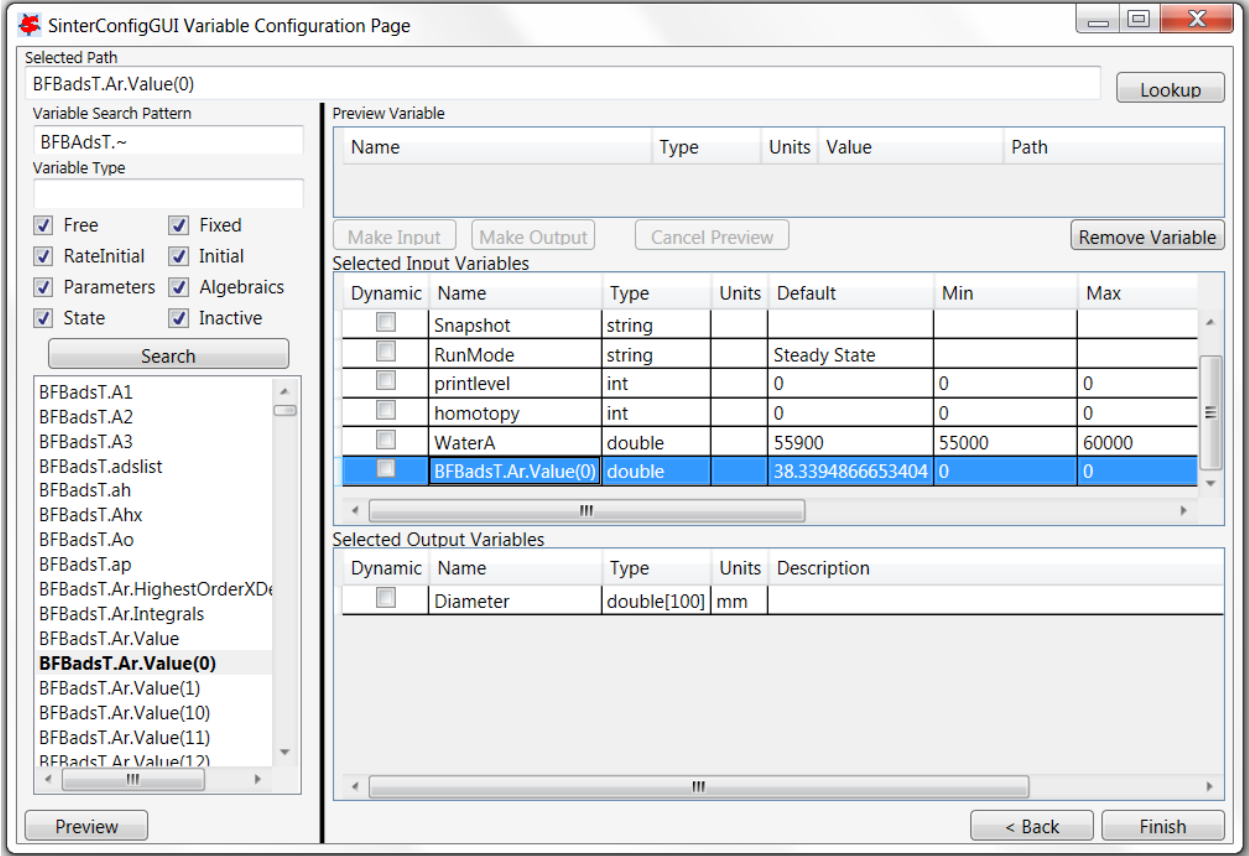 SinterConfigGUI Variable Configuration Page
Selected Path
BFBadsT.Ar.Value(0)
Lookup
Variable Search Pattern
BFBAdsT.~
Variable Type
Free Fixed
RateInitial Initial
Parameters Algebraics
State Inactive
Search
BFBadsT.A1
BFBadsT.A2
BFBadsT.A3
BFBadsT.adslist
BFBadsT.ah
BFBadsT.Ahx
BFBadsT.Ao
BFBadsT.ap
BFBadsT.Ar.HighestOrderXDe
BFBadsT.Ar.Integrals
BFBadsT.Ar.Value
BFBadsT.Ar.Value(0)
BFBadsT.Ar.Value(1)
BFBadsT.Ar.Value(10)
BFBadsT.Ar.Value(11)
BFBadsT.Ar.Value(12)
Preview
Preview Variable
Name Type Units Value Path
Make Input Make Output Cancel Preview Remove Variable
Selected Input Variables
Dynamic Name Type Units Default Min Max
Snapshot string
RunMode string Steady State
printlevel int 0 0 0
homotopy int 0 0 0
WaterA double 55900 55000 60000
BFBadsT.Ar.Value(0) double 38.3394866653404 0 0
Selected Output Variables
Dynamic Name Type Units Description
Diameter double[100] mm
< Back Finish